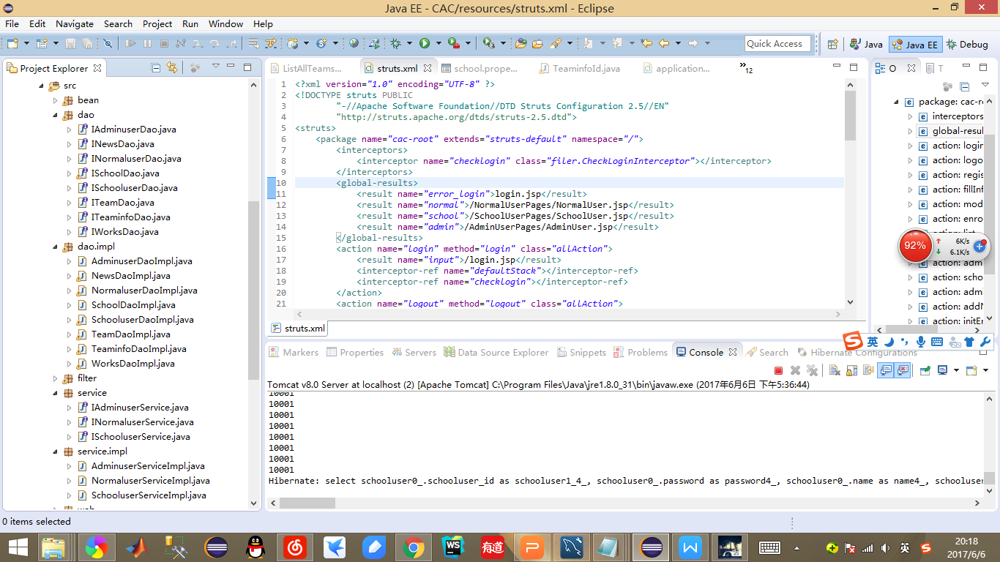 Java EE - CAC/resources/struts.xml - Eclipse
File Edit Navigate Search Project Run Window Help
Quick Access
Java
Java EE
Debug
Project Explorer
src
bean
dao
IAdminuserDao.java
INewsDao.java
INormaluserDao.java
ISchoolDao.java
ISchooluserDao.java
ITeamDao.java
ITeaminfoDao.java
IWorksDao.java
dao.impl
AdminuserDaoImpl.java
NewsDaoImpl.java
NormaluserDaoImpl.java
SchoolDaoImpl.java
SchooluserDaoImpl.java
TeamDaoImpl.java
TeaminfoDaoImpl.java
WorksDaoImpl.java
filter
service
IAdminuserService.java
INormaluserService.java
ISchooluserService.java
service.impl
AdminuserServiceImpl.java
NormaluserServiceImpl.java
SchooluserServiceImpl.java
ListAllTeams... struts.xml school.prope... TeaminfoId.java application... »12
1 <?xml version="1.0" encoding="UTF-8" ?>
2 <!DOCTYPE struts PUBLIC
3 "-//Apache Software Foundation//DTD Struts Configuration 2.5//EN"
4 "http://struts.apache.org/dtds/struts-2.5.dtd">
5 <struts>
6 <package name="cac-root" extends="struts-default" namespace="/">
7 <interceptors>
8 <interceptor name="checklogin" class="filer.CheckLoginInterceptor"></interceptor>
9 </interceptors>
10 <global-results>
11 <result name="error_login">login.jsp</result>
12 <result name="normal">/NormalUserPages/NormalUser.jsp</result>
13 <result name="school">/SchoolUserPages/SchoolUser.jsp</result>
14 <result name="admin">/AdminUserPages/AdminUser.jsp</result>
15 </global-results>
16 <action name="Login" method="login" class="allAction">
17 <result name="input">/login.jsp</result>
18 <interceptor-ref name="defaultStack"></interceptor-ref>
19 <interceptor-ref name="checklogin"></interceptor-ref>
20 </action>
21 <action name="logout" method="logout" class="allAction">
struts.xml
O T
package: cac-r
interceptors
global-resul
action: login
action: logo
action: regis
action: fillInf
action: mod
action: enro
92%
6K/s
6.1K/s
action: adm
action: scho
action: admi
action: addN
action: initEr
英
Markers Properties Servers Data Source Explorer Snippets Problems Console Search Hibernate Configurations
Tomcat v8.0 Server at localhost (2) [Apache Tomcat] C:\Program Files\Java\jre1.8.0_31\bin\javaw.exe (2017年6月6日 下午5:36:44)
10001
10001
10001
10001
10001
10001
10001
10001
Hibernate: select schooluser0_.schooluser_id as schooluser1_4_, schooluser0_.password as password4_, schooluser0_.name as name4_, schooluser
0 items selected
WS
有道
英
20:18
2017/6/6